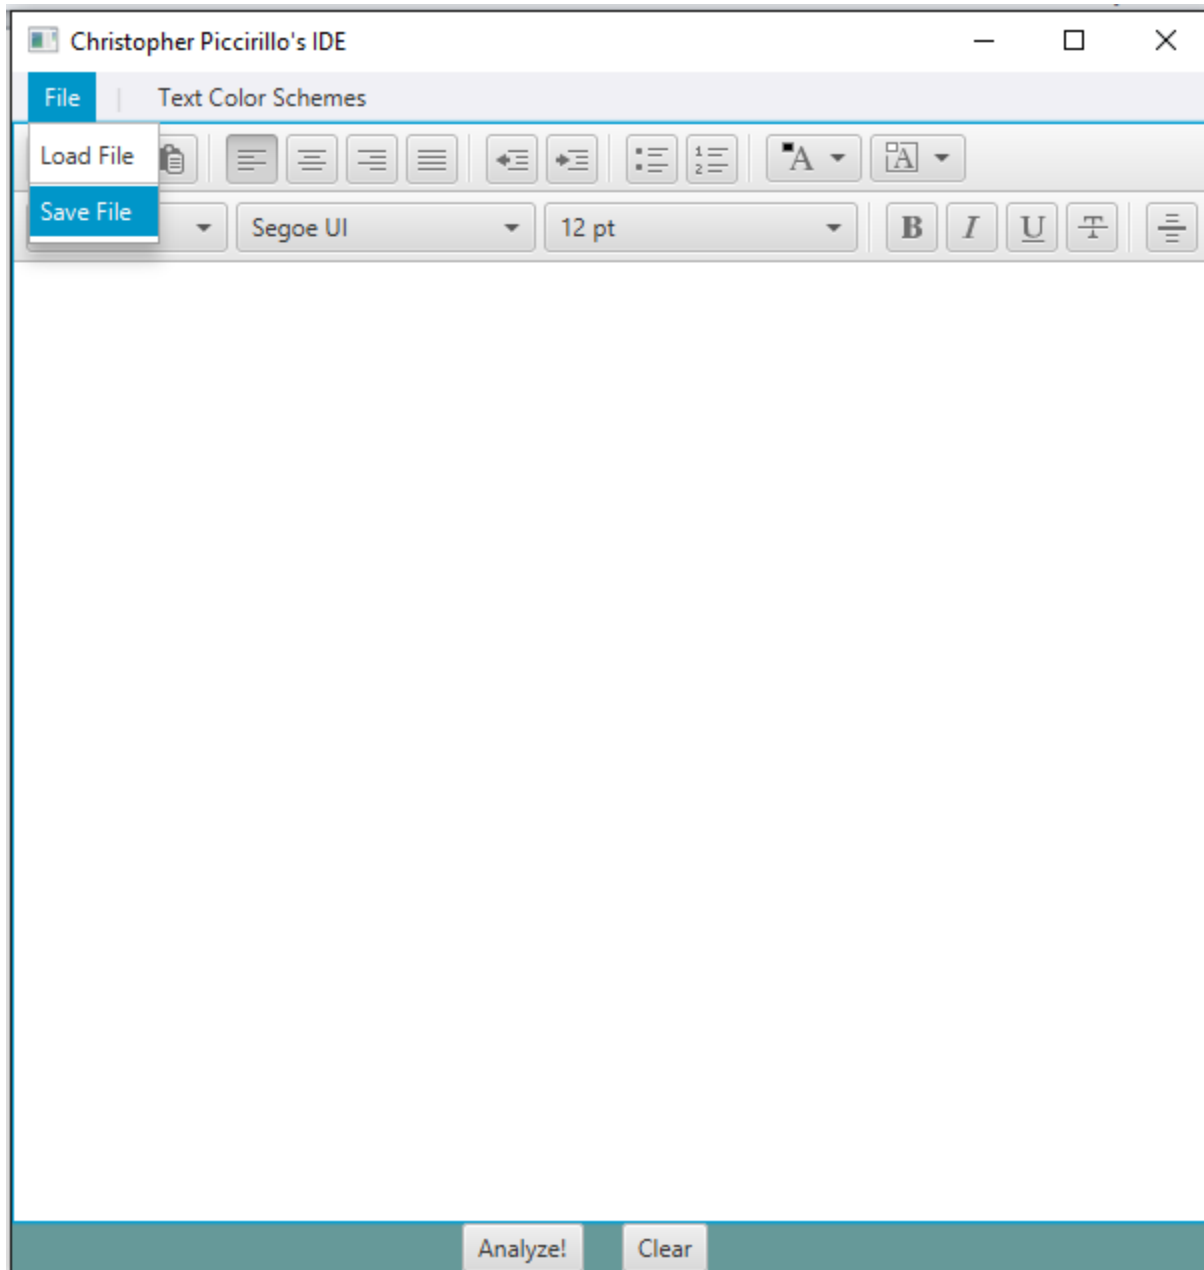 Christopher Piccirillo's IDE
File | Text Color Schemes
Load File
Save File
Segoe UI 12 pt B I U T
Analyze! Clear